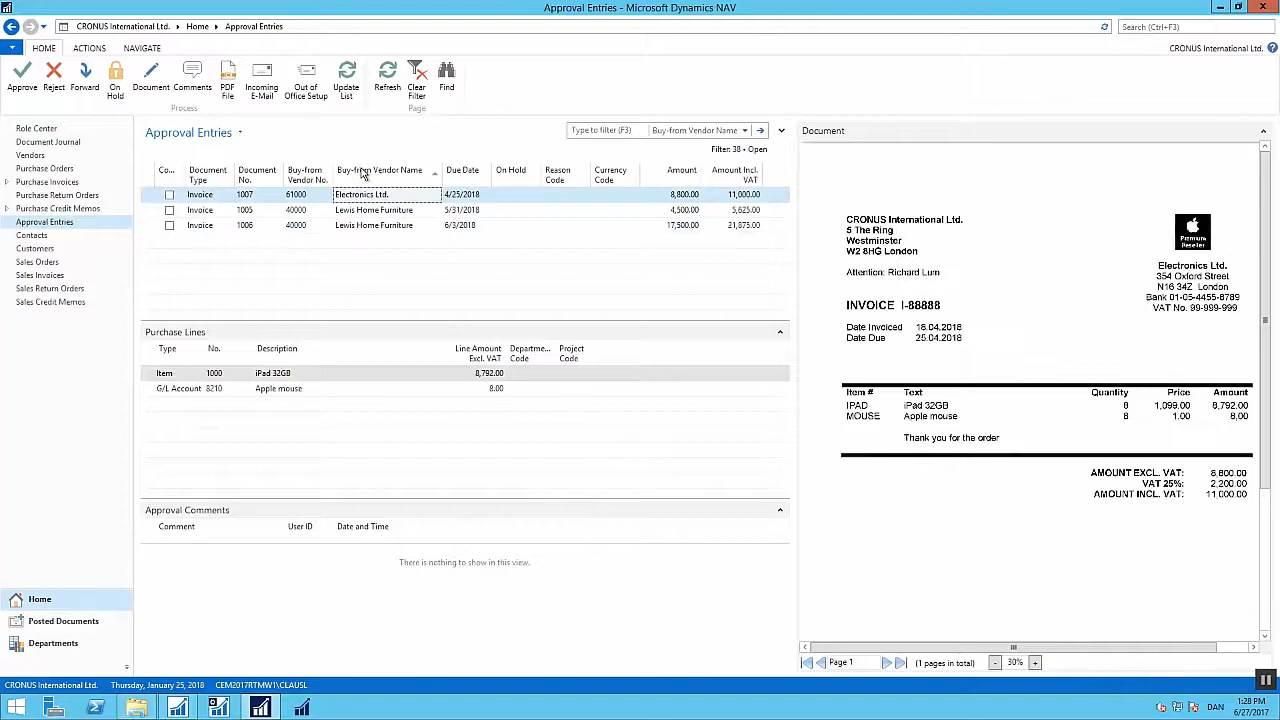 Approval Entries - Microsoft Dynamics NAV
CRONUS International Ltd. Home Approval Entries
Search (Ctrl+F3)
HOME ACTIONS NAVIGATE
CRONUS International Ltd.
Approve Reject Forward On Hold Document Comments PDF File Incoming E-Mail Out of Office Setup Update List Refresh Clear Filter Find
Process Page
Role Center
Document Journal
Vendors
Purchase Orders
Purchase Invoices
Purchase Return Orders
Purchase Credit Memos
Approval Entries
Contacts
Customers
Sales Orders
Sales Invoices
Sales Return Orders
Sales Credit Memos
Home
Posted Documents
Departments
Approval Entries
Type to filter (F3) Buy-from Vendor Name
Filter: 38 • Open
Co... Document Type Document No. Buy-from Vendor No. Buy-from Vendor Name Due Date On Hold Reason Code Currency Code Amount Amount Incl. VAT
Invoice 1007 61000 Electronics Ltd. 4/25/2018 8,800.00 11,000.00
Invoice 1005 40000 Lewis Home Furniture 5/31/2018 4,500.00 5,625.00
Invoice 1006 40000 Lewis Home Furniture 6/3/2018 17,500.00 21,875.00
Purchase Lines
Type No. Description Line Amount Excl. VAT Departme... Code Project Code
Item 1000 iPad 32GB 8,792.00
G/L Account 8210 Apple mouse 8.00
Approval Comments
Comment User ID Date and Time
There is nothing to show in this view.
Document
CRONUS International Ltd.
5 The Ring
Westminster
W2 8HG London
Attention: Richard Lum
Premium Reseller
Electronics Ltd.
354 Oxford Street
N16 34Z London
Bank 01-05-4455-8789
VAT No. 99-999-999
INVOICE I-88888
Date Invoiced 18.04.2018
Date Due 25.04.2018
Item # Text Quantity Price Amount
IPAD iPad 32GB 8 1,099.00 8,792.00
MOUSE Apple mouse 8 1.00 8,00
Thank you for the order
AMOUNT EXCL. VAT: 8,800.00
VAT 25%: 2,200.00
AMOUNT INCL. VAT: 11,000.00
Page 1 (1 pages in total) - 30% +
CRONUS International Ltd. Thursday, January 25, 2018 CEM2017RTMW1\CLAUSL
DAN 1:28 PM
6/27/2017